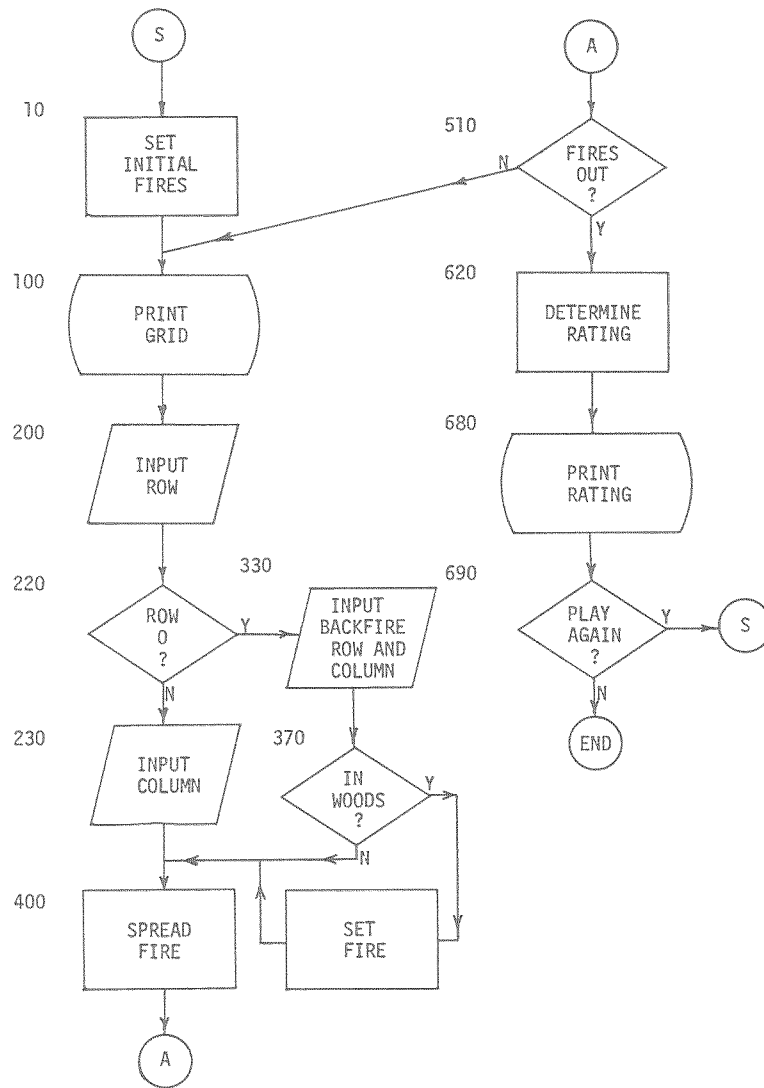 S
10
SET
INITIAL
FIRES
100
PRINT
GRID
200
INPUT
ROW
220
ROW
0
?
Y
N
330
INPUT
BACKFIRE
ROW AND
COLUMN
230
INPUT
COLUMN
370
IN
WOODS
?
Y
N
400
SPREAD
FIRE
SET
FIRE
A
A
510
FIRES
OUT
?
N
Y
620
DETERMINE
RATING
680
PRINT
RATING
690
PLAY
AGAIN
?
Y
S
N
END